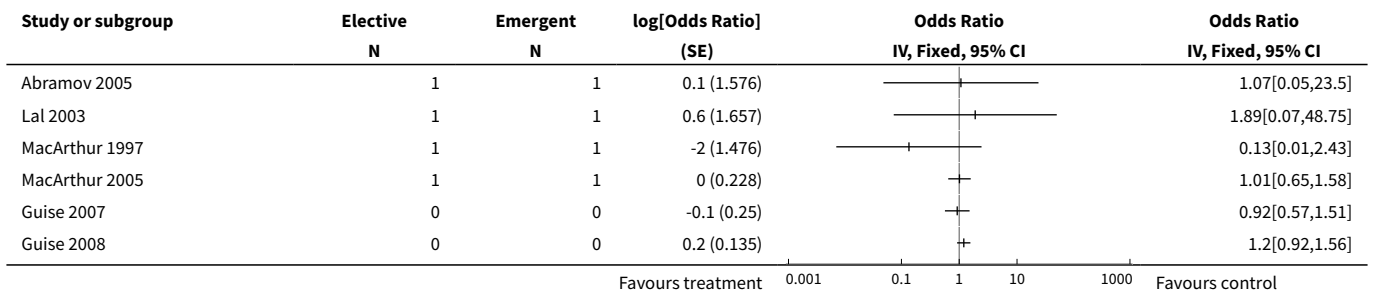 Study or subgroup Elective Emergent log[Odds Ratio] Odds Ratio Odds Ratio
N N (SE) IV, Fixed, 95% CI IV, Fixed, 95% CI
Abramov 2005 1 1 0.1 (1.576) 1.07[0.05,23.5]
Lal 2003 1 1 0.6 (1.657) 1.89[0.07,48.75]
MacArthur 1997 1 1 -2 (1.476) 0.13[0.01,2.43]
MacArthur 2005 1 1 0 (0.228) 1.01[0.65,1.58]
Guise 2007 0 0 -0.1 (0.25) 0.92[0.57,1.51]
Guise 2008 0 0 0.2 (0.135) 1.2[0.92,1.56]
Favours treatment 0.001 0.1 1 10 1000 Favours control